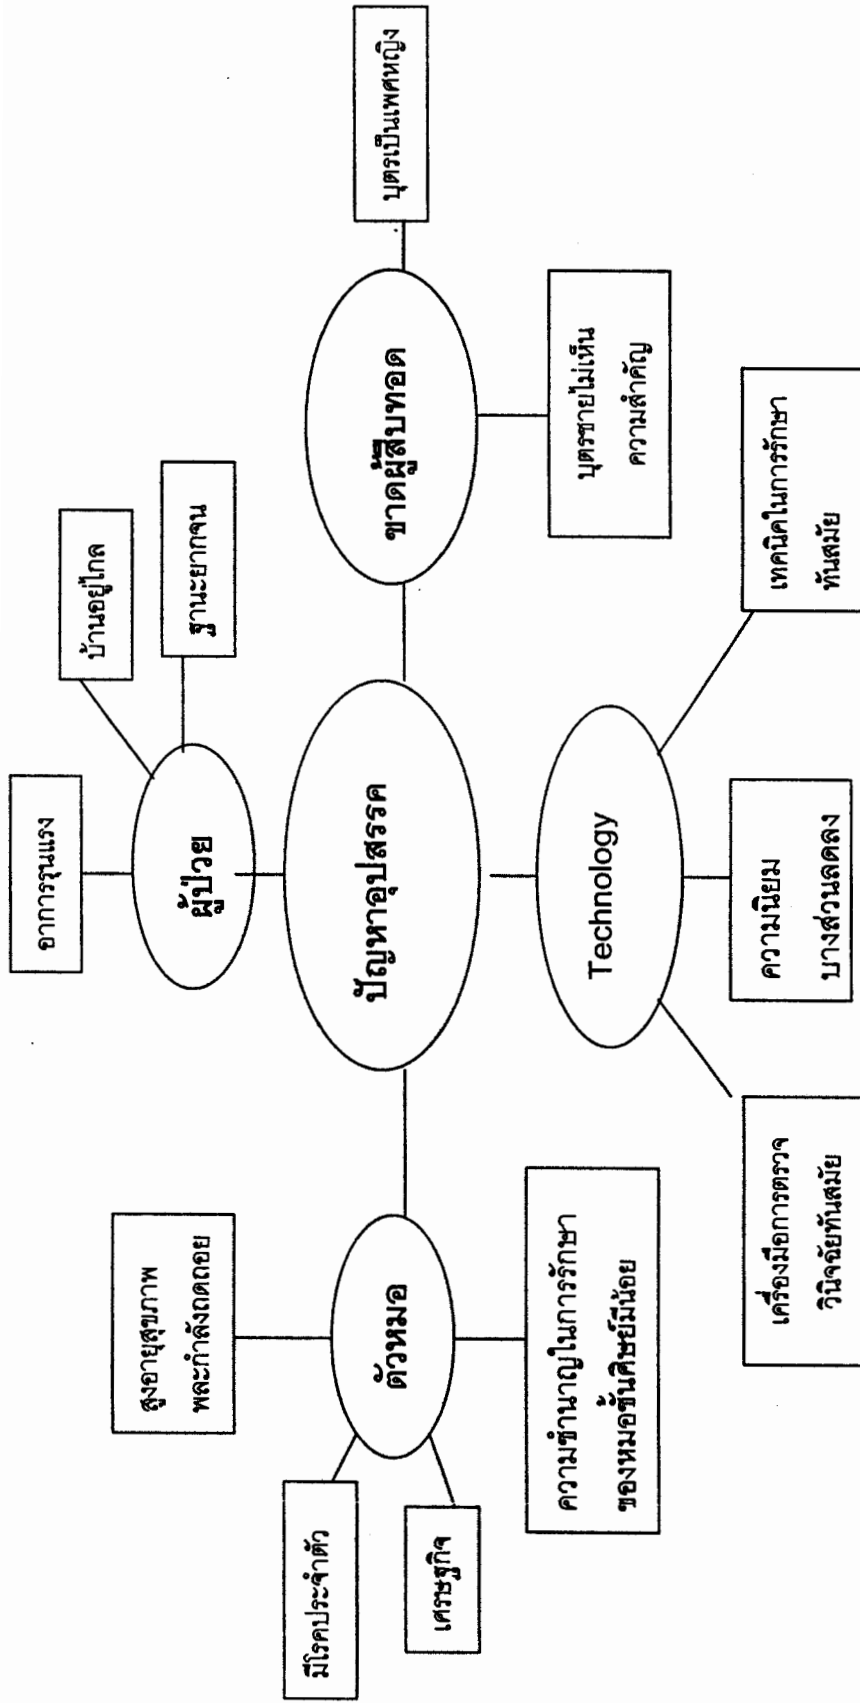 อาการรุนแรง
บ้านอยู่ไกล
ฐานะยากจน
ผู้ป่วย
สูงอายุสุขภาพ
พละกำลังถดถอย
มีโรคประจำตัว
เศรษฐกิจ
ตัวหมอ
ความชำนาญในการรักษา
ของหมอชั้นศิษย์มีน้อย
ปัญหาอุปสรรค
ขาดผู้สืบทอด
บุตรเป็นเพศหญิง
บุตรชายไม่เห็น
ความสำคัญ
Technology
เครื่องมือการตรวจ
วินิจฉัยทันสมัย
ความนิยม
บางส่วนลดลง
เทคนิคในการรักษา
ทันสมัย